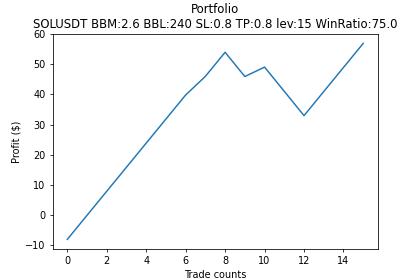 Portfolio
SOLUSDT BBM:2.6 BBL:240 SL:0.8 TP:0.8 lev:15 WinRatio:75.0
60
50
40
30
20
10
0
−10
Profit ($)
0 2 4 6 8 10 12 14
Trade counts